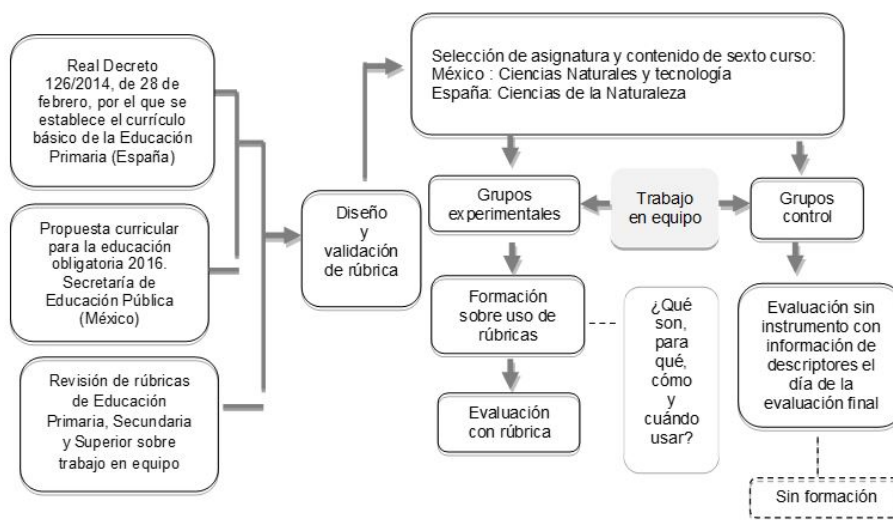 Real Decreto
126/2014, de 28 de
febrero, por el que se
establece el currículo
básico de la Educación
Primaria (España)
Propuesta curricular
para la educación
obligatoria 2016.
Secretaría de
Educación Pública
(México)
Revisión de rúbricas
de Educación
Primaria, Secundaria
y Superior sobre
trabajo en equipo
Diseño
y
validación
de rúbrica
Selección de asignatura y contenido de sexto curso:
México : Ciencias Naturales y tecnología
España: Ciencias de la Naturaleza
Grupos
experimentales
Trabajo
en equipo
Grupos
control
Formación
sobre uso de
rúbricas
¿Qué
son,
para
qué,
cómo
y
cuándo
usar?
Evaluación
con rúbrica
Evaluación sin
instrumento con
información de
descriptores el
día de la
evaluación final
Sin formación